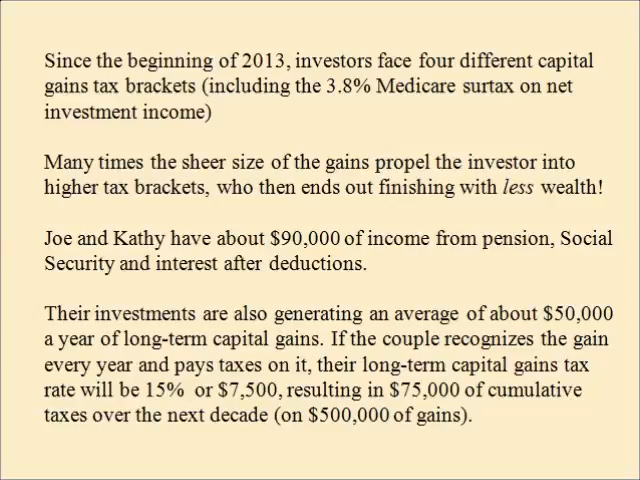 Since the beginning of 2013, investors face four different capital
gains tax brackets (including the 3.8% Medicare surtax on net
investment income)
Many times the sheer size of the gains propel the investor into
higher tax brackets, who then ends out finishing with less wealth!
Joe and Kathy have about $90,000 of income from pension, Social
Security and interest after deductions.
Their investments are also generating an average of about $50,000
a year of long-term capital gains. If the couple recognizes the gain
every year and pays taxes on it, their long-term capital gains tax
rate will be 15% or $7,500, resulting in $75,000 of cumulative
taxes over the next decade (on $500,000 of gains).